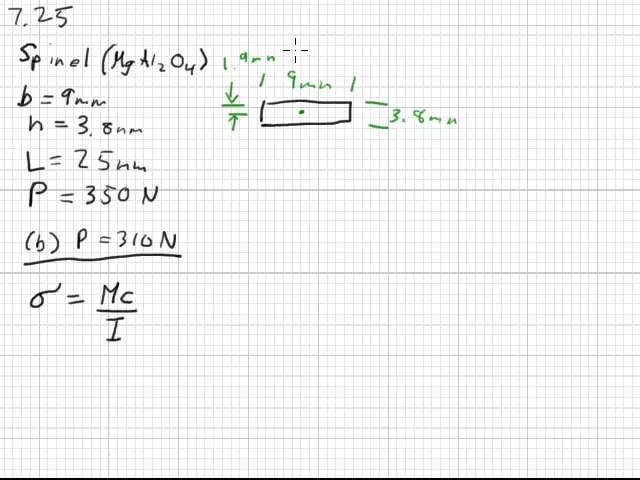 7.25
Spinel (MgAl₂O₄)
1.9mm
9mm
3.8mm
b = 9mm
h = 3.8mm
L = 25mm
P = 350 N
(b) P = 310 N
σ = Mc
I